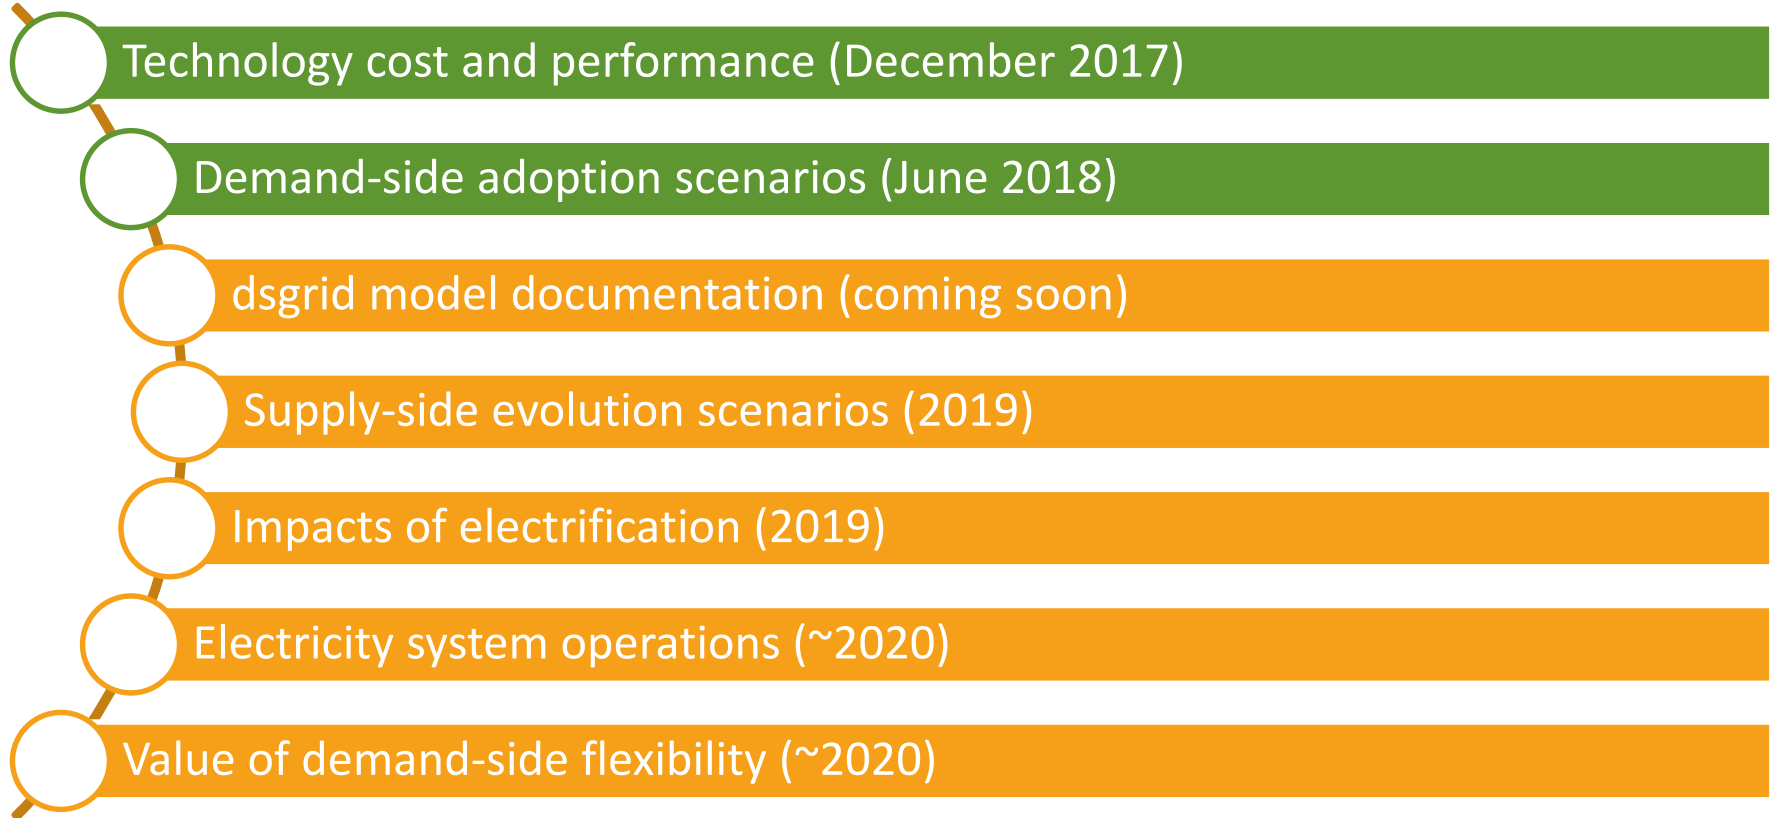 Technology cost and performance (December 2017)
Demand-side adoption scenarios (June 2018)
dsgrid model documentation (coming soon)
Supply-side evolution scenarios (2019)
Impacts of electrification (2019)
Electricity system operations (~2020)
Value of demand-side flexibility (~2020)